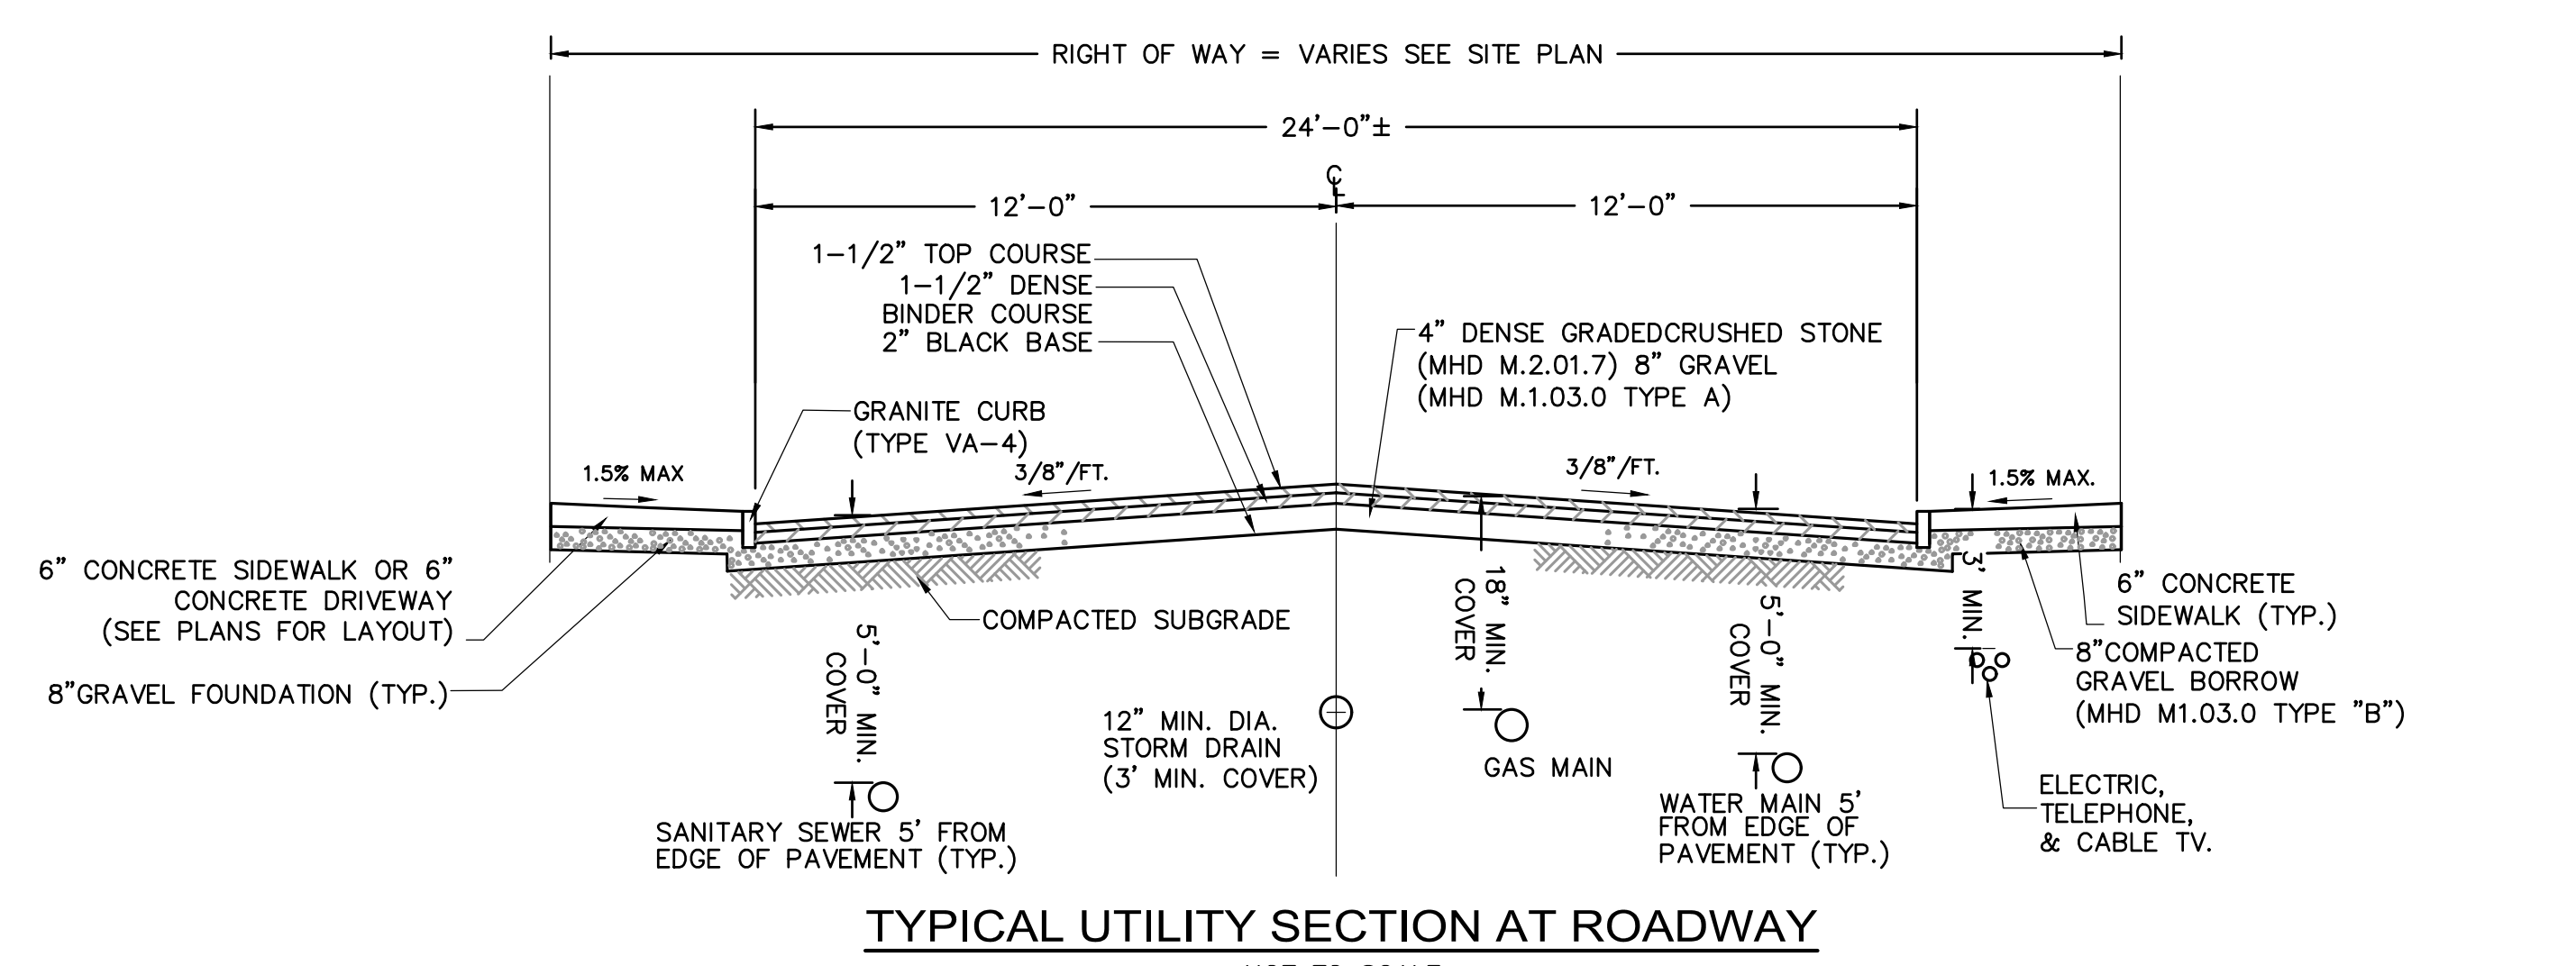 RIGHT OF WAY = VARIES SEE SITE PLAN
24'-0"±
℄
12'-0"
12'-0"
1-1/2" TOP COURSE
1-1/2" DENSE
BINDER COURSE
2" BLACK BASE
4" DENSE GRADEDCRUSHED STONE
(MHD M.2.01.7) 8" GRAVEL
(MHD M.1.03.0 TYPE A)
GRANITE CURB
(TYPE VA-4)
1.5% MAX
3/8"/FT.
3/8"/FT.
1.5% MAX.
6" CONCRETE SIDEWALK OR 6"
CONCRETE DRIVEWAY
(SEE PLANS FOR LAYOUT)
8"GRAVEL FOUNDATION (TYP.)
COMPACTED SUBGRADE
5'-0" MIN.
COVER
18" MIN.
COVER
5'-0" MIN.
COVER
3' MIN.
6" CONCRETE
SIDEWALK (TYP.)
8"COMPACTED
GRAVEL BORROW
(MHD M1.03.0 TYPE "B")
12" MIN. DIA.
STORM DRAIN
(3' MIN. COVER)
GAS MAIN
SANITARY SEWER 5' FROM
EDGE OF PAVEMENT (TYP.)
WATER MAIN 5'
FROM EDGE OF
PAVEMENT (TYP.)
ELECTRIC,
TELEPHONE,
& CABLE TV.
TYPICAL UTILITY SECTION AT ROADWAY